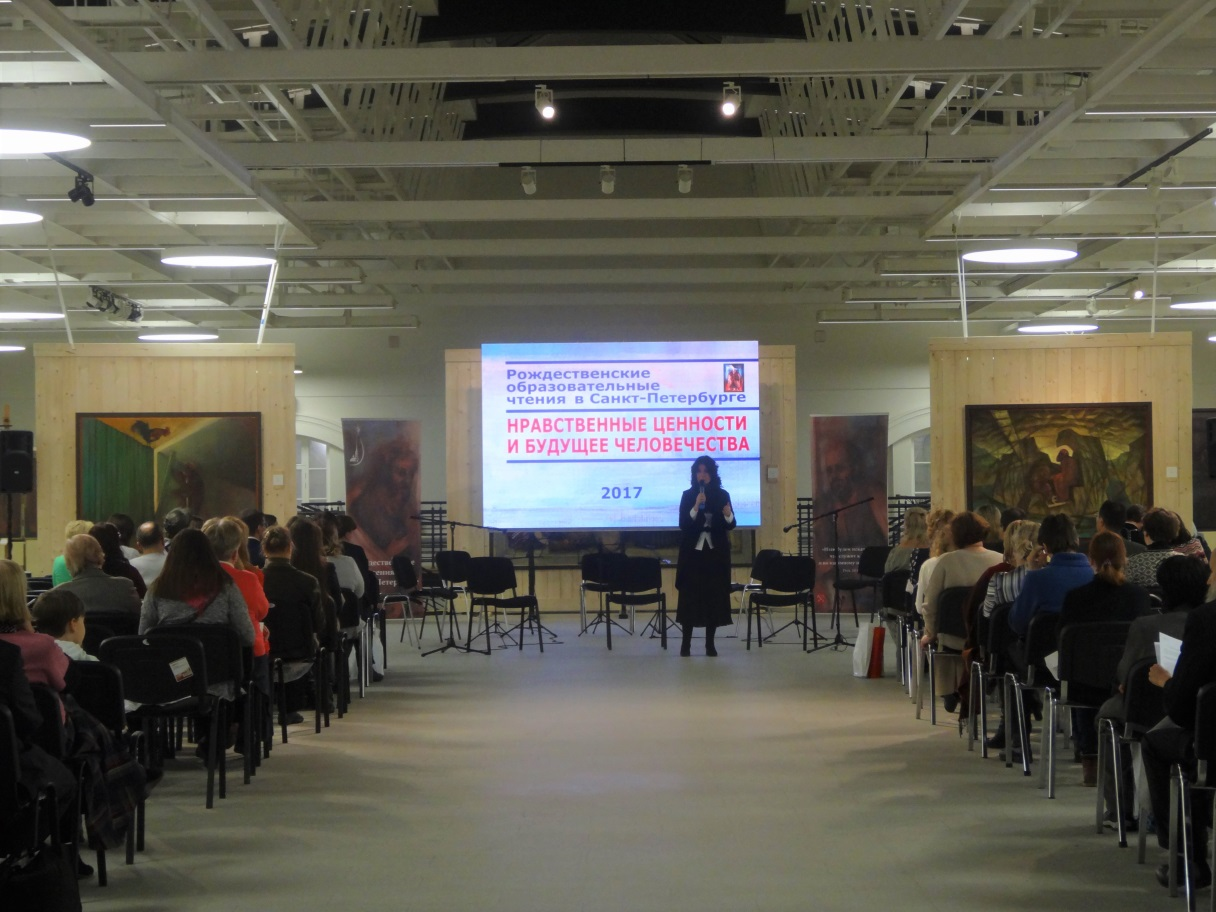 Рождественские
образовательные
чтения в Санкт-Петербурге
НРАВСТВЕННЫЕ ЦЕННОСТИ
И БУДУЩЕЕ ЧЕЛОВЕЧЕСТВА
2017